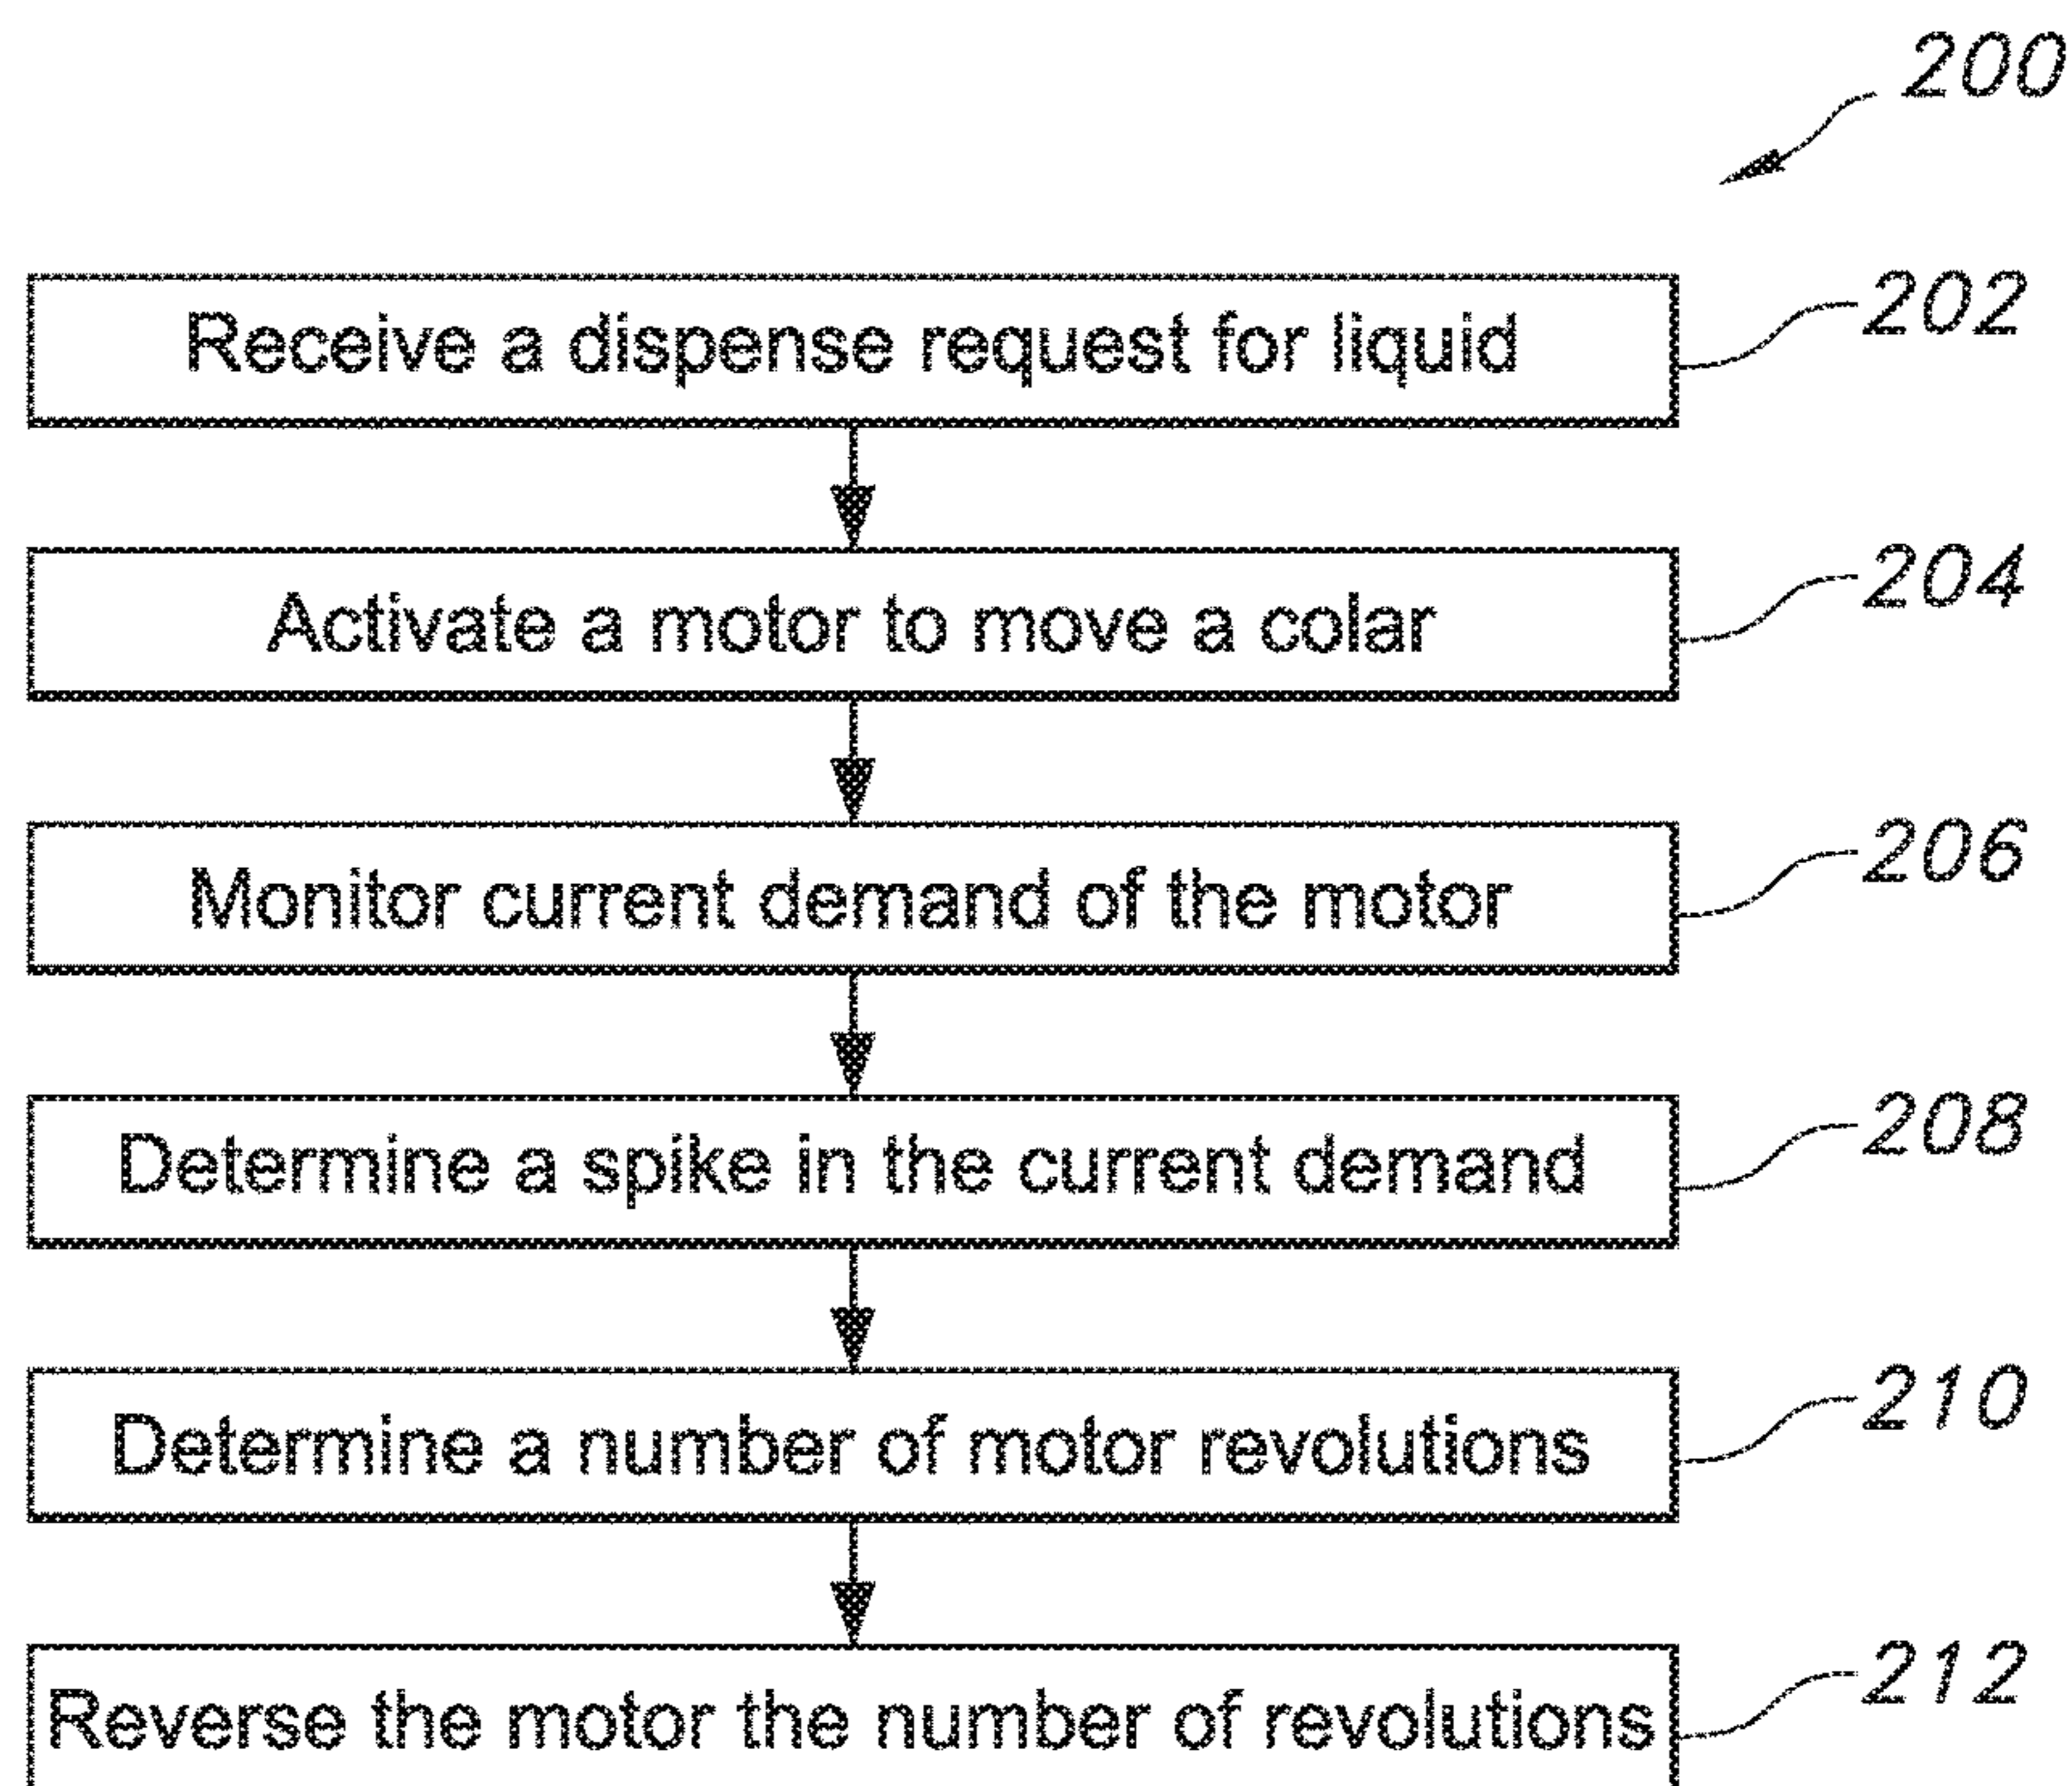 200
Receive a dispense request for liquid
202
Activate a motor to move a colar
204
Monitor current demand of the motor
206
Determine a spike in the current demand
208
Determine a number of motor revolutions
210
Reverse the motor the number of revolutions
212